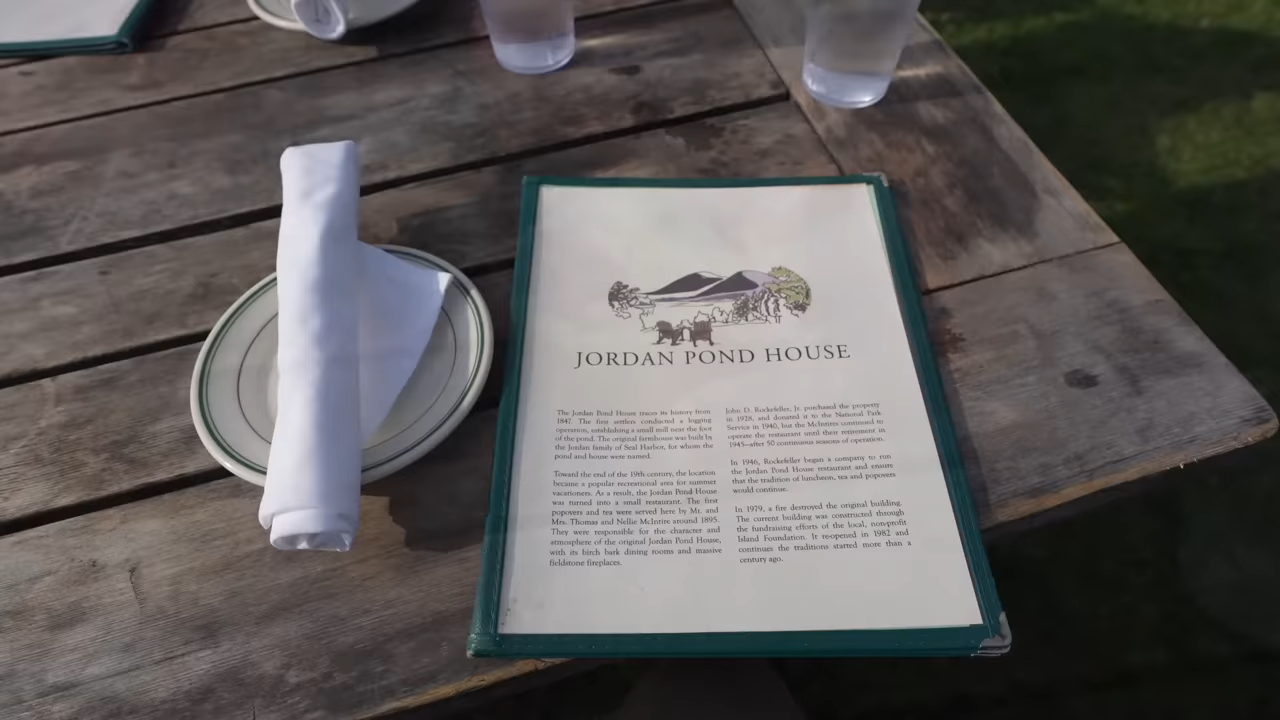 JORDAN POND HOUSE
The Jordan Pond House traces its history from
1847. The first settlers conducted a logging
operation, establishing a small mill near the foot
of the pond. The original farmhouse was built by
the Jordan family of Seal Harbor, for whom the
pond and house were named.
Toward the end of the 19th century, the location
became a popular recreational area for summer
vacationers. As a result, the Jordan Pond House
was turned into a small restaurant. The first
popovers and tea were served here by Mr. and
Mrs. Thomas and Nellie McIntire around 1895.
They were responsible for the character and
atmosphere of the original Jordan Pond House,
with its birch bark dining rooms and massive
fieldstone fireplaces.
John D. Rockefeller, Jr. purchased the property
in 1928, and donated it to the National Park
Service in 1940, but the McIntires continued to
operate the restaurant until their retirement in
1945–after 50 continuous seasons of operation.
In 1946, Rockefeller began a company to run
the Jordan Pond House restaurant and ensure
that the tradition of luncheon, tea and popovers
would continue.
In 1979, a fire destroyed the original building.
The current building was constructed through
the fundraising efforts of the local, non-profit
Island Foundation. It re-opened in 1982 and
continues the traditions started more than a
century ago.